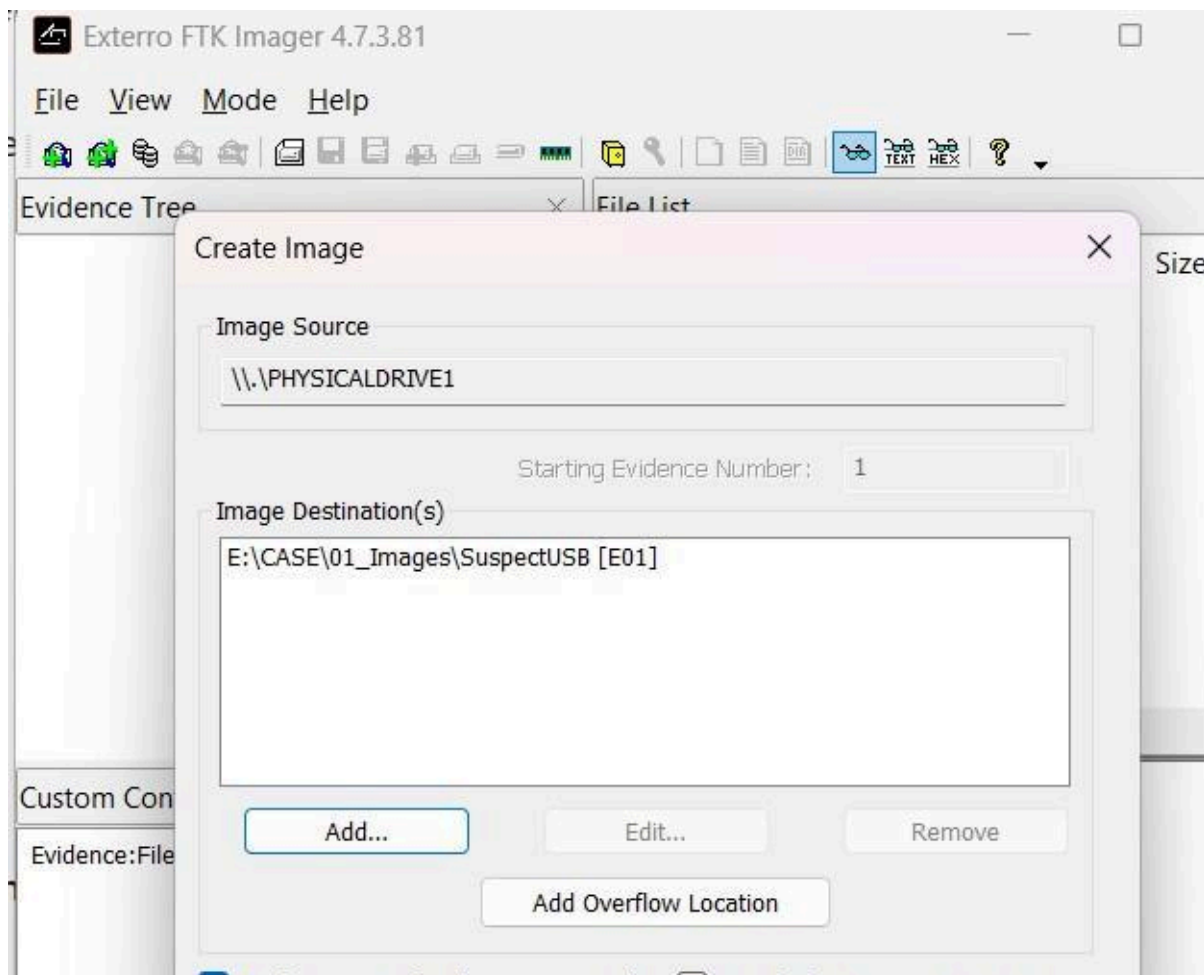 Exterro FTK Imager 4.7.3.81
File View Mode Help
TEXT HEX
Evidence Tree
File List
Create Image
Size
Image Source
\\.\PHYSICALDRIVE1
Starting Evidence Number: 1
Image Destination(s)
E:\CASE\01_Images\SuspectUSB [E01]
Custom Con
Add... Edit... Remove
Evidence:File
Add Overflow Location